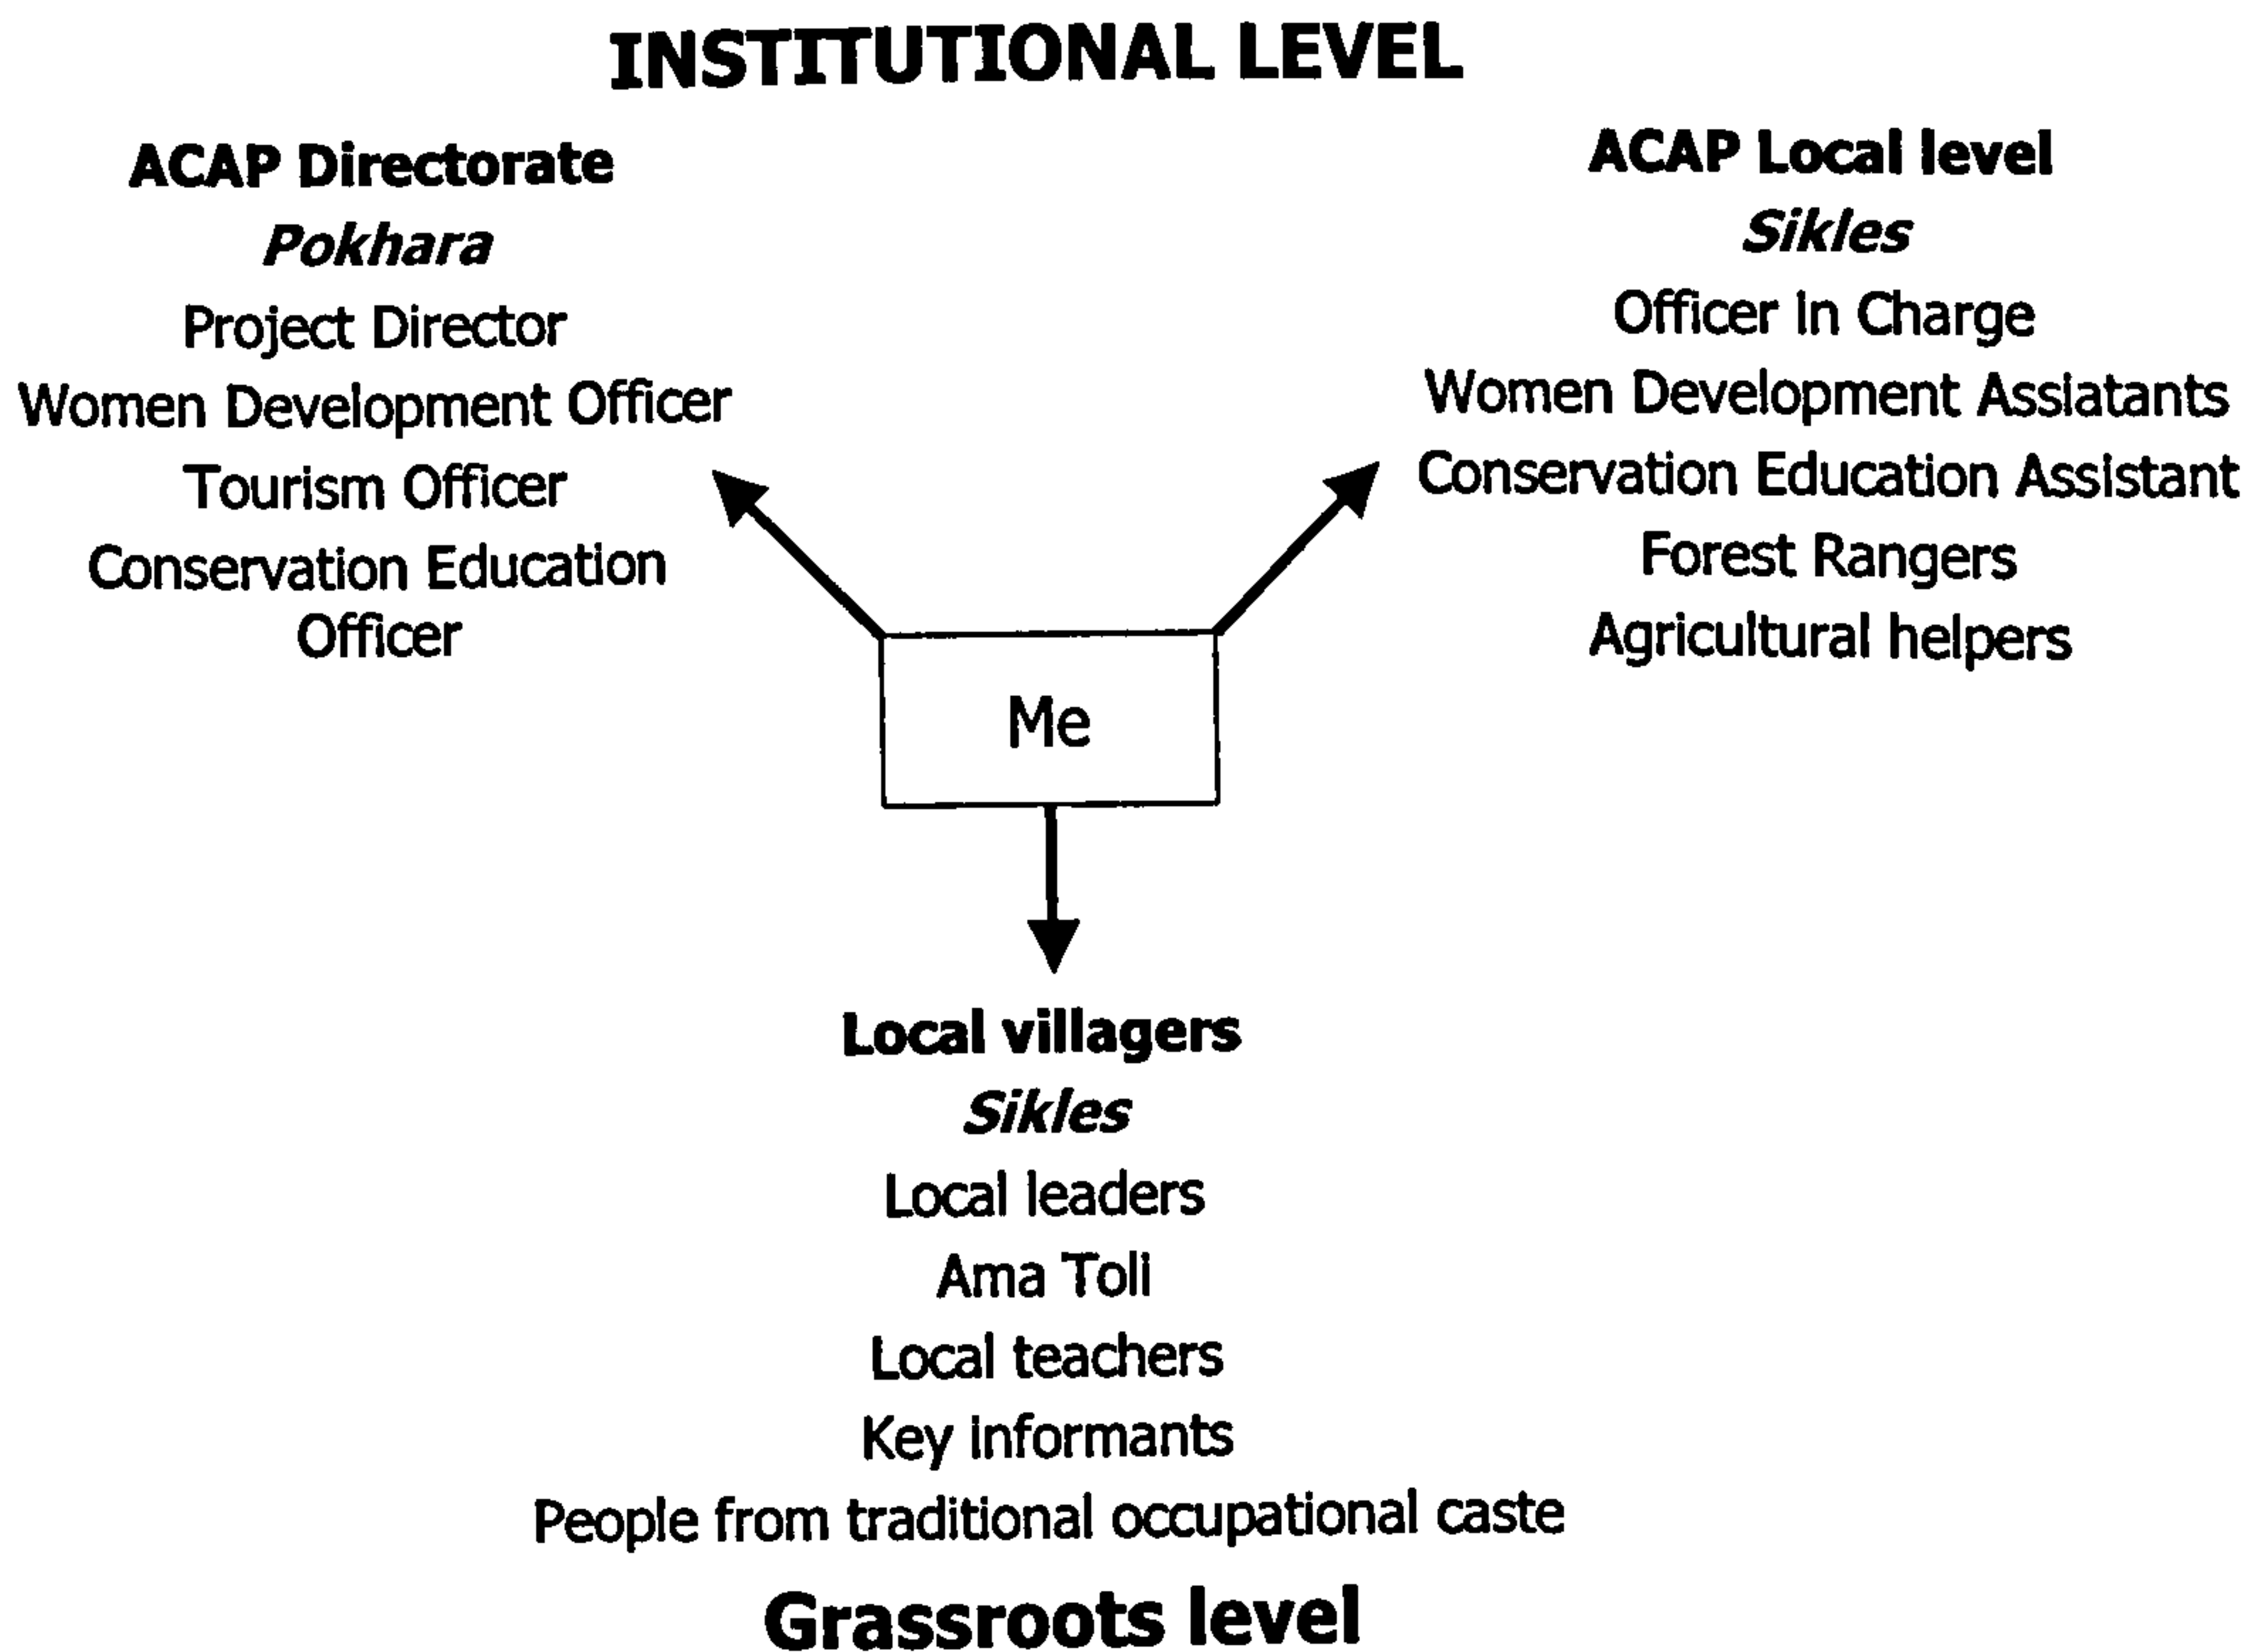 INSTITUTIONAL LEVEL
ACAP Directorate
Pokhara
Project Director
Women Development Officer
Tourism Officer
Conservation Education
Officer
ACAP Local level
Sikles
Officer in Charge
Women Development Assiatants
Conservation Education Assistant
Forest Rangers
Agricultural helpers
Me
Local villagers
Sikles
Local leaders
Ama Toli
Local teachers
Key informants
People from traditional occupational caste
Grassroots level